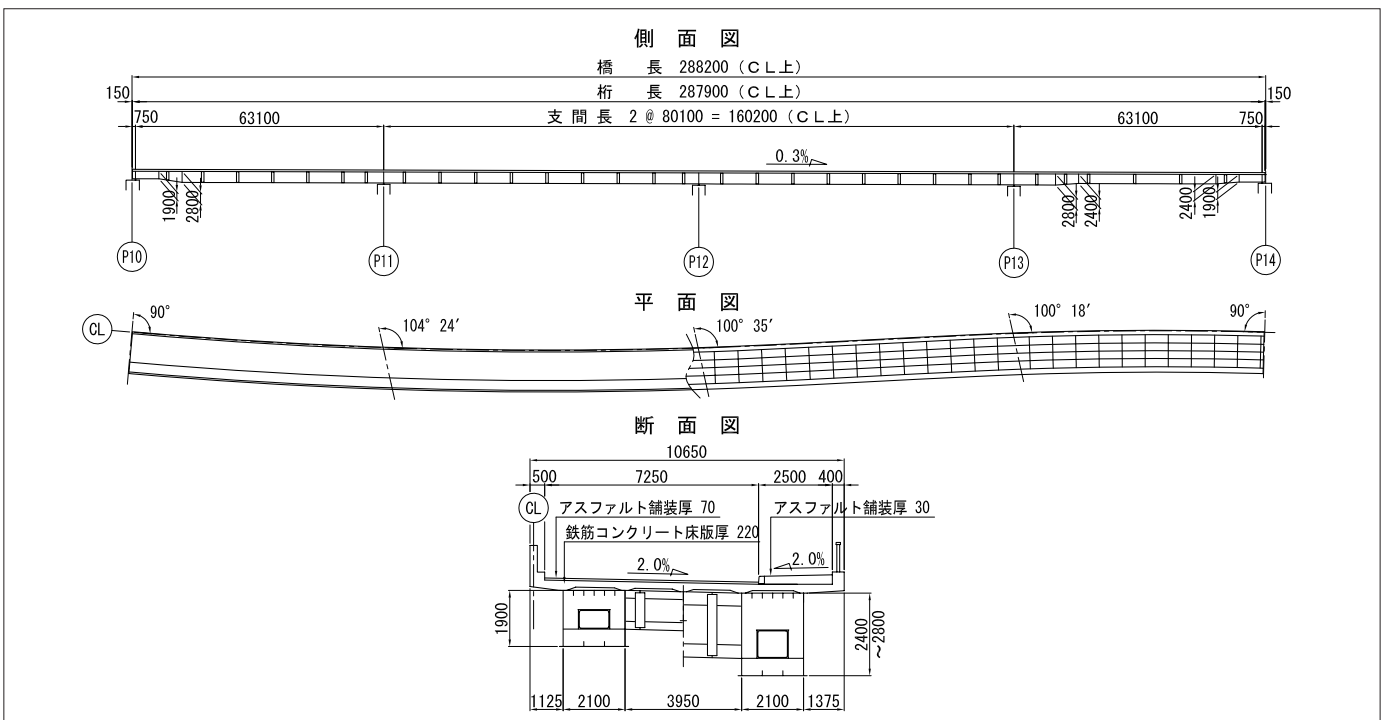 側面図
橋長 288200 (CL上)
150 桁長 287900 (CL上) 150
750 63100 支間長 2 @ 80100 = 160200 (CL上) 63100 750
0.3%
1900 2800 2800 2400 2400 1900
P10 P11 P12 P13 P14
平面図
CL 90° 104° 24′ 100° 35′ 100° 18′ 90°
断面図
10650
500 7250 2500 400
CL アスファルト舗装厚 70 アスファルト舗装厚 30
鉄筋コンクリート床版厚 220
2.0% 2.0%
1900 2400~2800
1125 2100 3950 2100 1375